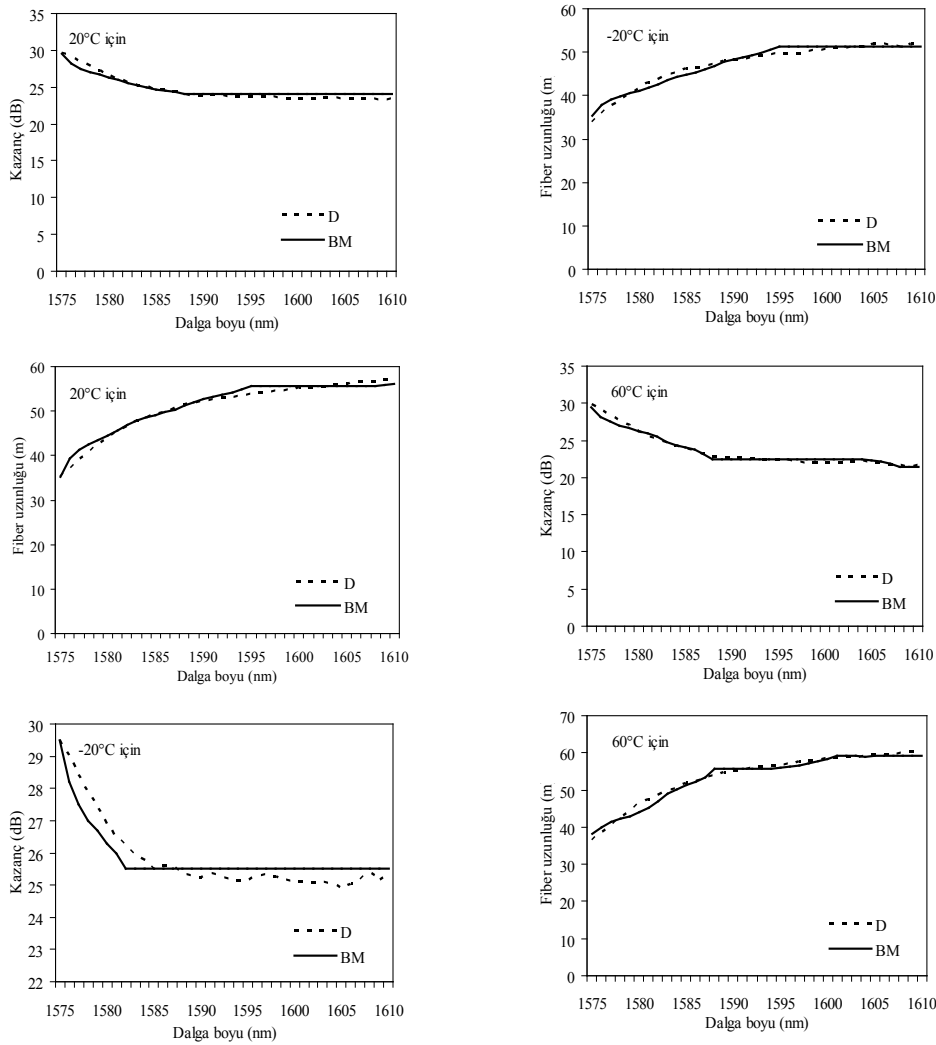 35
30
25
20
15
10
5
0
Kazanç (dB)
20°C için
D
BM
1575 1580 1585 1590 1595 1600 1605 1610
Dalga boyu (nm)
60
50
40
30
20
10
0
Fiber uzunluğu (m
-20°C için
D
BM
1575 1580 1585 1590 1595 1600 1605 1610
Dalga boyu (nm)
60
50
40
30
20
10
0
Fiber uzunluğu (m)
20°C için
D
BM
1575 1580 1585 1590 1595 1600 1605 1610
Dalga boyu (nm)
35
30
25
20
15
10
5
0
Kazanç (dB)
60°C için
D
BM
1575 1580 1585 1590 1595 1600 1605 1610
Dalga boyu (nm)
30
29
28
27
26
25
24
23
22
Kazanç (dB)
-20°C için
D
BM
1575 1580 1585 1590 1595 1600 1605 1610
Dalga boyu (nm)
70
60
50
40
30
20
10
0
Fiber uzunluğu (m
60°C için
D
BM
1575 1580 1585 1590 1595 1600 1605 1610
Dalga boyu (nm)